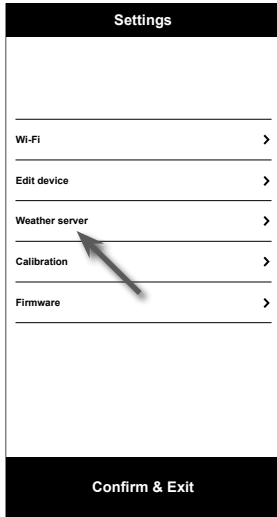 Settings
Wi-Fi
Edit device
Weather server
Calibration
Firmware
Confirm & Exit